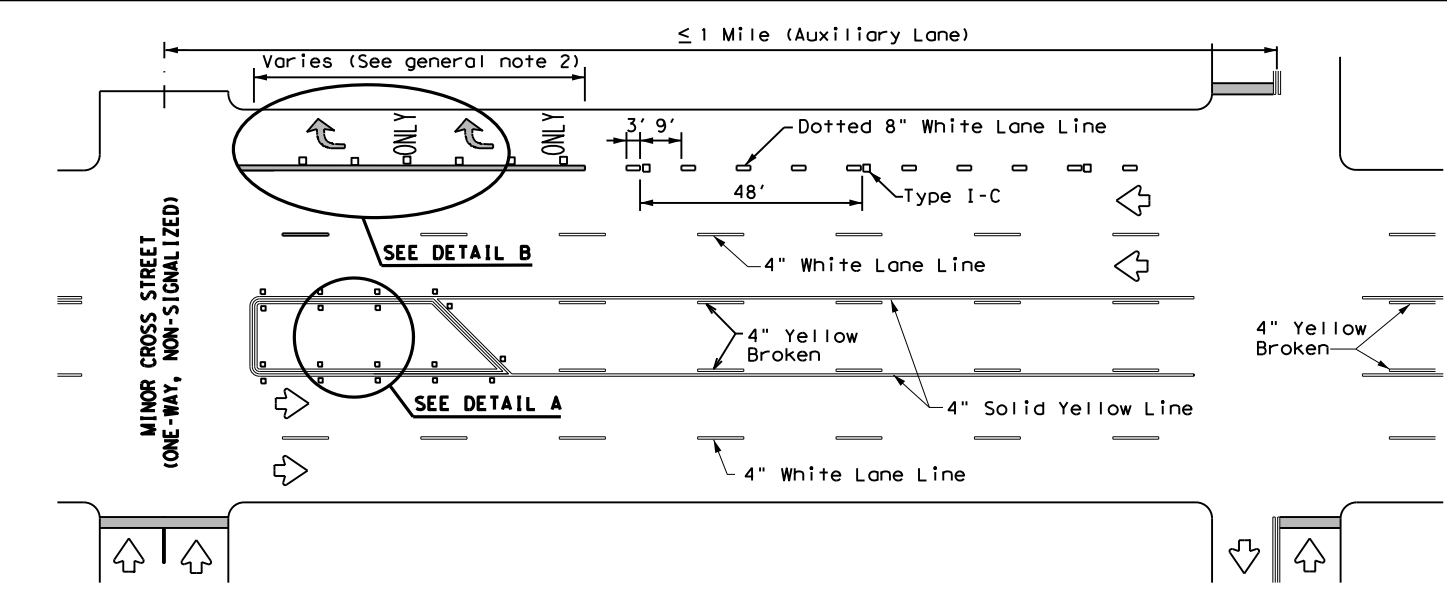 ≤ 1 Mile (Auxiliary Lane)
Varies (See general note 2)
ONLY
ONLY
3' 9'
Dotted 8" White Lane Line
48'
Type I-C
SEE DETAIL B
4" White Lane Line
MINOR CROSS STREET
(ONE-WAY, NON-SIGNALIZED)
4" Yellow
Broken
4" Yellow
Broken
SEE DETAIL A
4" Solid Yellow Line
4" White Lane Line